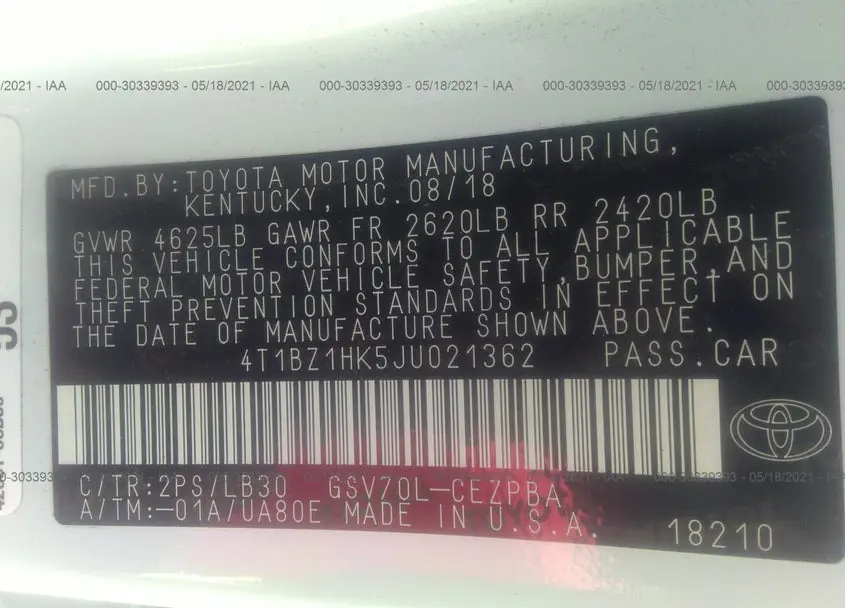 /2021 - IAA 000-30339393 - 05/18/2021 - IAA 000-30339393 - 05/18/2021 - IAA 000-30339393 - 05/18/2021 - IAA 000-30339393
MFD.BY:TOYOTA MOTOR MANUFACTURING,
KENTUCKY,INC.08/18
GVWR 4625LB GAWR FR 2620LB RR 2420LB
THIS VEHICLE CONFORMS TO ALL APPLICABLE
FEDERAL MOTOR VEHICLE SAFETY,BUMPER,AND
THEFT PREVENTION STANDARDS IN EFFECT ON
THE DATE OF MANUFACTURE SHOWN ABOVE.
4T1BZ1HK5JU021362 PASS.CAR
C/TR:2PS/LB30 GSV70L-CEZPBA
A/TM:-01A/UA80E MADE IN U.S.A.
18210